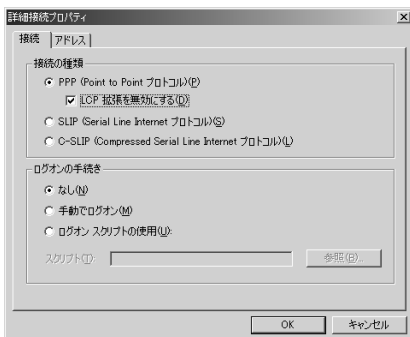 詳細接続プロパティ
接続 アドレス
接続の種類
PPP (Point to Point プロトコル)(P)
LCP 拡張を無効にする(D)
SLIP (Serial Line Internet プロトコル)(S)
C-SLIP (Compressed Serial Line Internet プロトコル)(L)
ログオンの手続き
なし(N)
手動でログオン(M)
ログオン スクリプトの使用(U):
スクリプト(T): 参照(B)...
OK キャンセル